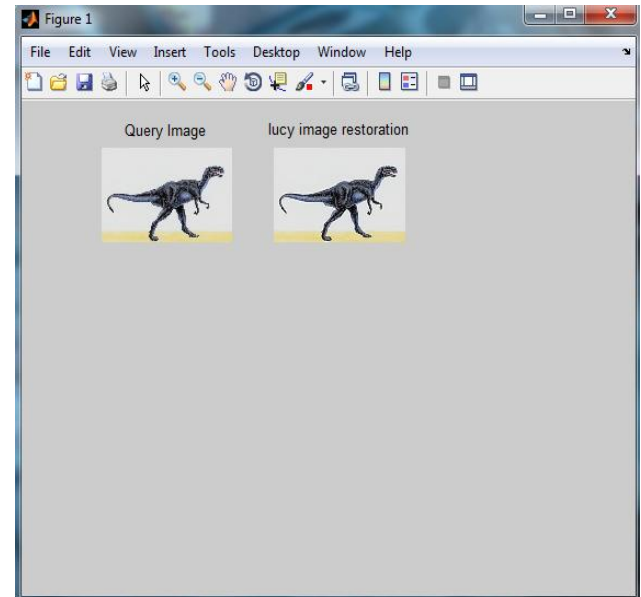 Figure 1
File Edit View Insert Tools Desktop Window Help
Query Image lucy image restoration